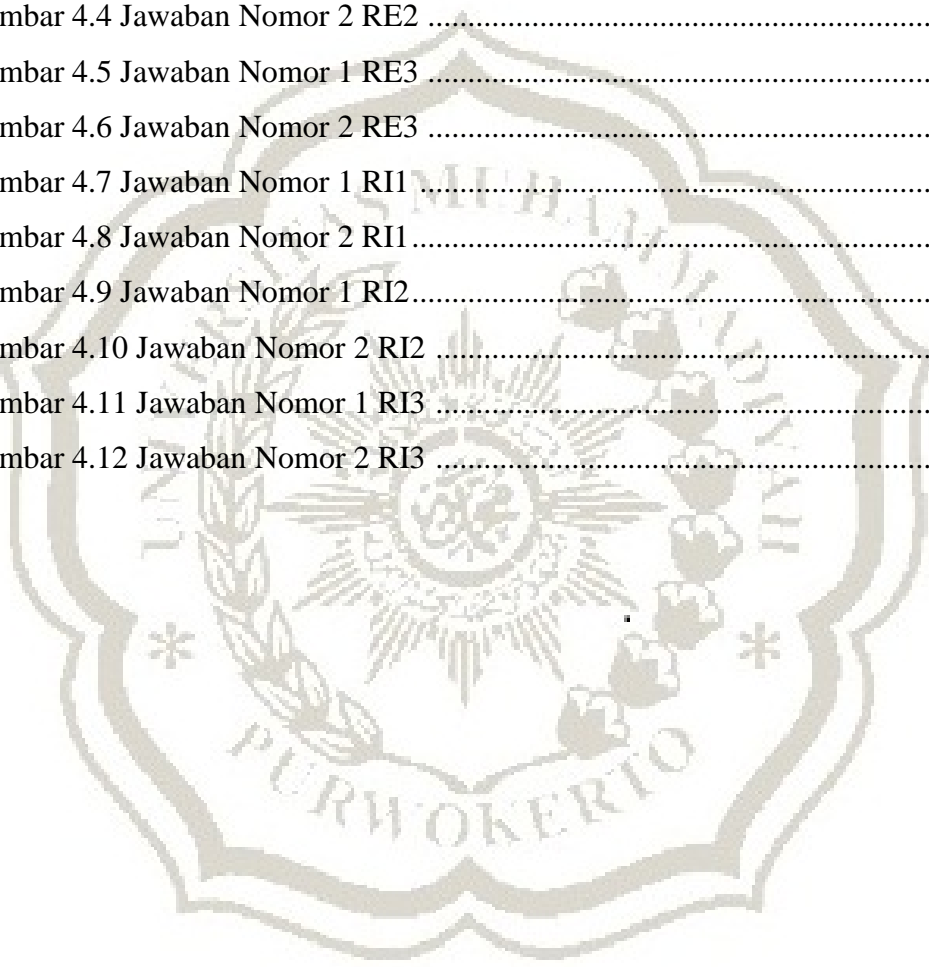 mbar 4.4 Jawaban Nomor 2 RE2 ................................................................
mbar 4.5 Jawaban Nomor 1 RE3 ................................................................
mbar 4.6 Jawaban Nomor 2 RE3 ................................................................
mbar 4.7 Jawaban Nomor 1 RI1 ................................................................
mbar 4.8 Jawaban Nomor 2 RI1 ................................................................
mbar 4.9 Jawaban Nomor 1 RI2 ................................................................
mbar 4.10 Jawaban Nomor 2 RI2 ..............................................................
mbar 4.11 Jawaban Nomor 1 RI3 ..............................................................
mbar 4.12 Jawaban Nomor 2 RI3 ..............................................................
UNIVERSITAS MUHAMMADIYAH
PURWOKERTO